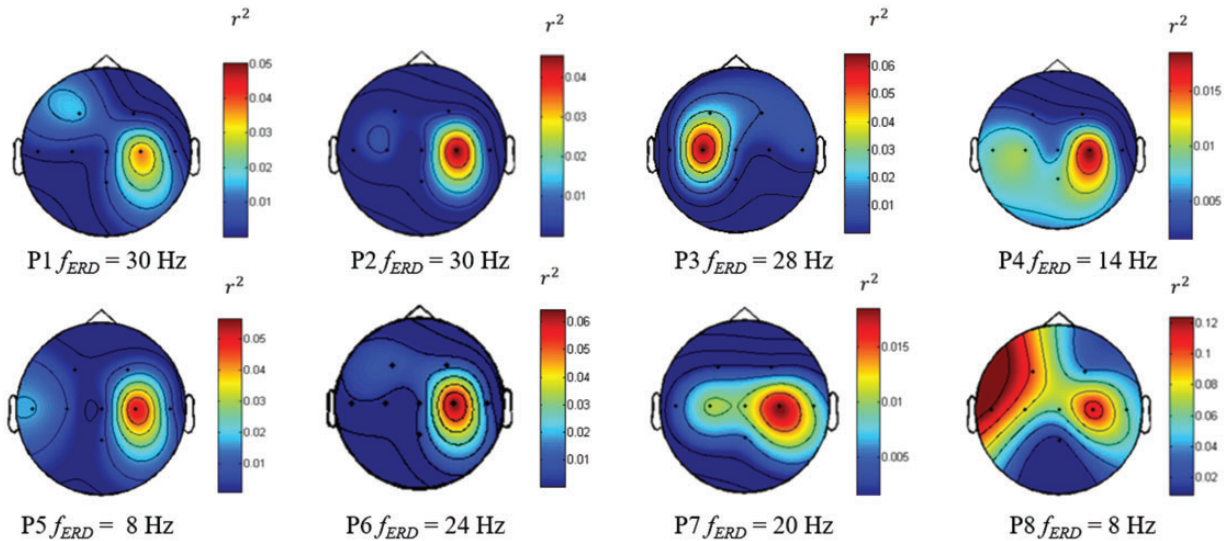 r² r² r² r²
0.05 0.04 0.03 0.02 0.01
0.04 0.03 0.02 0.01
0.06 0.05 0.04 0.03 0.02 0.01
0.015 0.01 0.005
P1 f_ERD = 30 Hz P2 f_ERD = 30 Hz P3 f_ERD = 28 Hz P4 f_ERD = 14 Hz
r² r² r² r²
0.05 0.04 0.03 0.02 0.01
0.06 0.05 0.04 0.03 0.02 0.01
0.015 0.01 0.005
0.12 0.1 0.08 0.06 0.04 0.02
P5 f_ERD = 8 Hz P6 f_ERD = 24 Hz P7 f_ERD = 20 Hz P8 f_ERD = 8 Hz